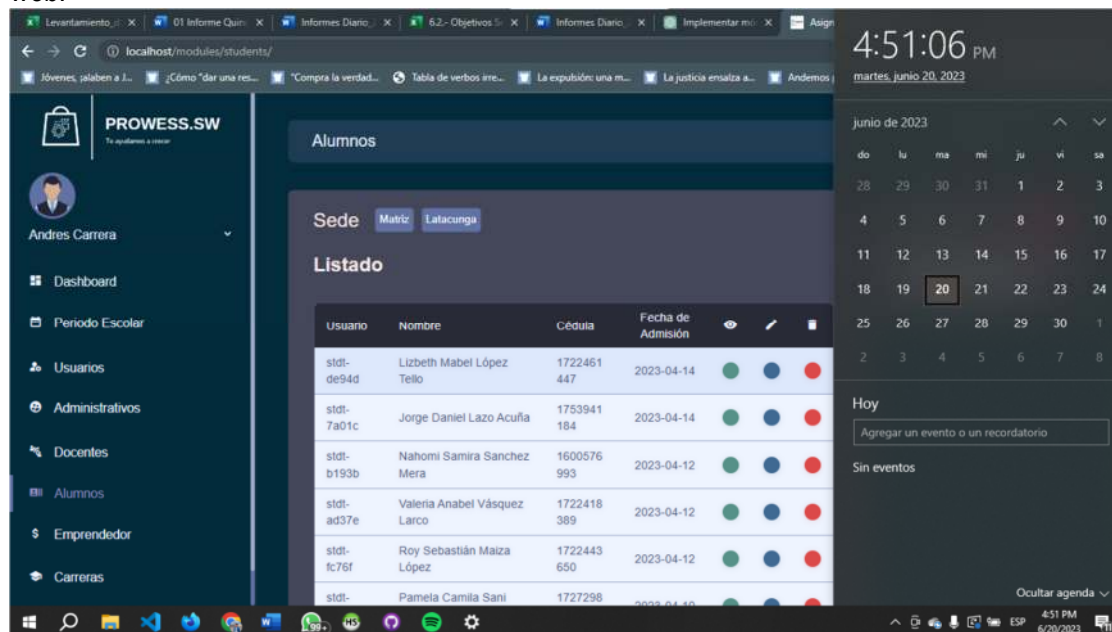 web.
Levantamiento_d
01 Informe Quin
Informes Diario_
6.2.- Objetivos S
Informes Diario_
Implementar mó
Asign
localhost/modules/students/
Jóvenes, ¡alaben a J...
¿Cómo "dar una res...
"Compra la verdad...
Tabla de verbos irre...
La expulsión: una m...
La justicia ensalza a...
Andemos
PROWESS.SW
Te ayudamos a crecer
Andres Carrera
Dashboard
Periodo Escolar
Usuarios
Administrativos
Docentes
Alumnos
Emprendedor
Carreras
Alumnos
Sede Matriz Latacunga
Listado
Usuario Nombre Cédula Fecha de
Admisión
stdt- Lizbeth Mabel López 1722461 2023-04-14
de94d Tello 447
stdt- Jorge Daniel Lazo Acuña 1753941 2023-04-14
7a01c 184
stdt- Nahomi Samira Sanchez 1600576 2023-04-12
b193b Mera 993
stdt- Valeria Anabel Vásquez 1722418 2023-04-12
ad37e Larco 389
stdt- Roy Sebastián Maiza 1722443 2023-04-12
fc76f López 650
stdt- Pamela Camila Sani 1727298
4:51:06 PM
martes, junio 20, 2023
junio de 2023
do lu ma mi ju vi sa
28 29 30 31 1 2 3
4 5 6 7 8 9 10
11 12 13 14 15 16 17
18 19 20 21 22 23 24
25 26 27 28 29 30 1
2 3 4 5 6 7 8
Hoy
Agregar un evento o un recordatorio
Sin eventos
Ocultar agenda
99+
HS
ESP
4:51 PM
6/20/2023